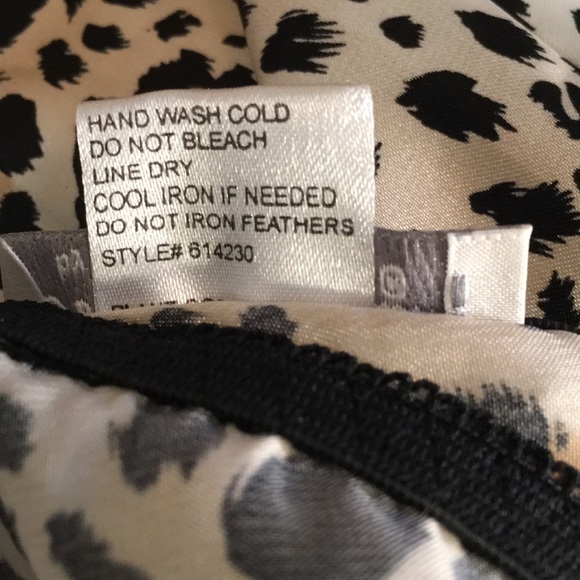 HAND WASH COLD
DO NOT BLEACH
LINE DRY
COOL IRON IF NEEDED
DO NOT IRON FEATHERS
STYLE# 614230